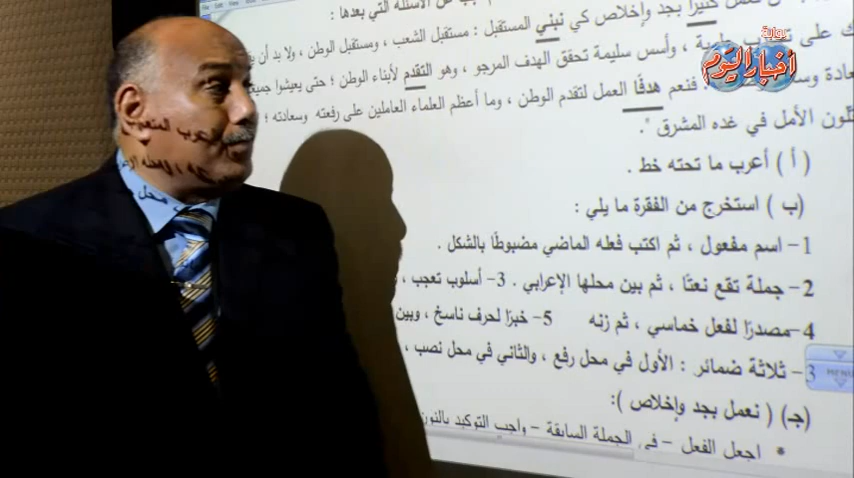 بوابة
أخبار اليوم
كثيرًا بجد وإخلاص كي نبني المستقبل : مستقبل الشعب ، ومستقبل الوطن ، ولا بد أن
، وأسس سليمة تحقق الهدف المرجو ، وهو التقدم لأبناء الوطن ؛ حتى يعيشوا
فنعم هدفًا العمل لتقدم الوطن ، وما أعظم العلماء العاملين على رفعته وسعادته ؛
الأمل في غده المشرق ".
( أ ) أعرب ما تحته خط .
(ب ) استخرج من الفقرة ما يلي :
1- اسم مفعول ، ثم اكتب فعله الماضي مضبوطًا بالشكل .
2- جملة تقع نعتًا ، ثم بين محلها الإعرابي . 3- أسلوب تعجب ،
4- مصدرًا لفعل خماسي ، ثم زنه 5- خبرًا لحرف ناسخ ، وبين
3- ثلاثة ضمائر : الأول في محل رفع ، والثاني في محل نصب ،
MENU
(جـ) ( نعمل بجد وإخلاص ):
* اجعل الفعل - في الجملة السابقة - واجب التوكيد بالنون